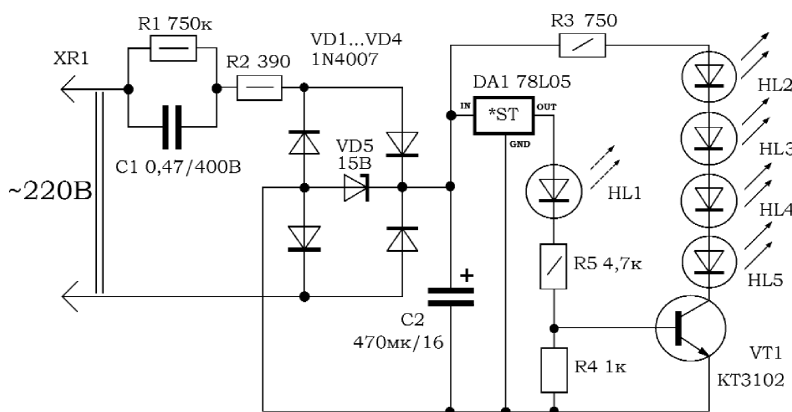 R1 750к
XR1
R2 390
VD1...VD4
1N4007
R3 750
DA1 78L05
IN
*ST
OUT
GND
HL2
VD5
15В
C1 0,47/400В
HL3
~220В
HL1
HL4
R5 4,7к
HL5
+
C2
470мк/16
R4 1к
VT1
КТ3102